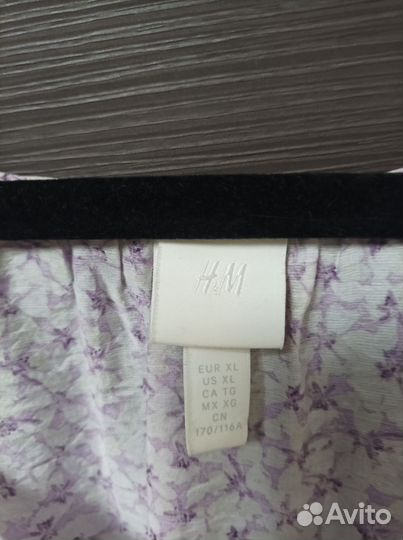 H&M
EUR XL
US XL
CA TG
MX XG
CN
170/116A
Avito